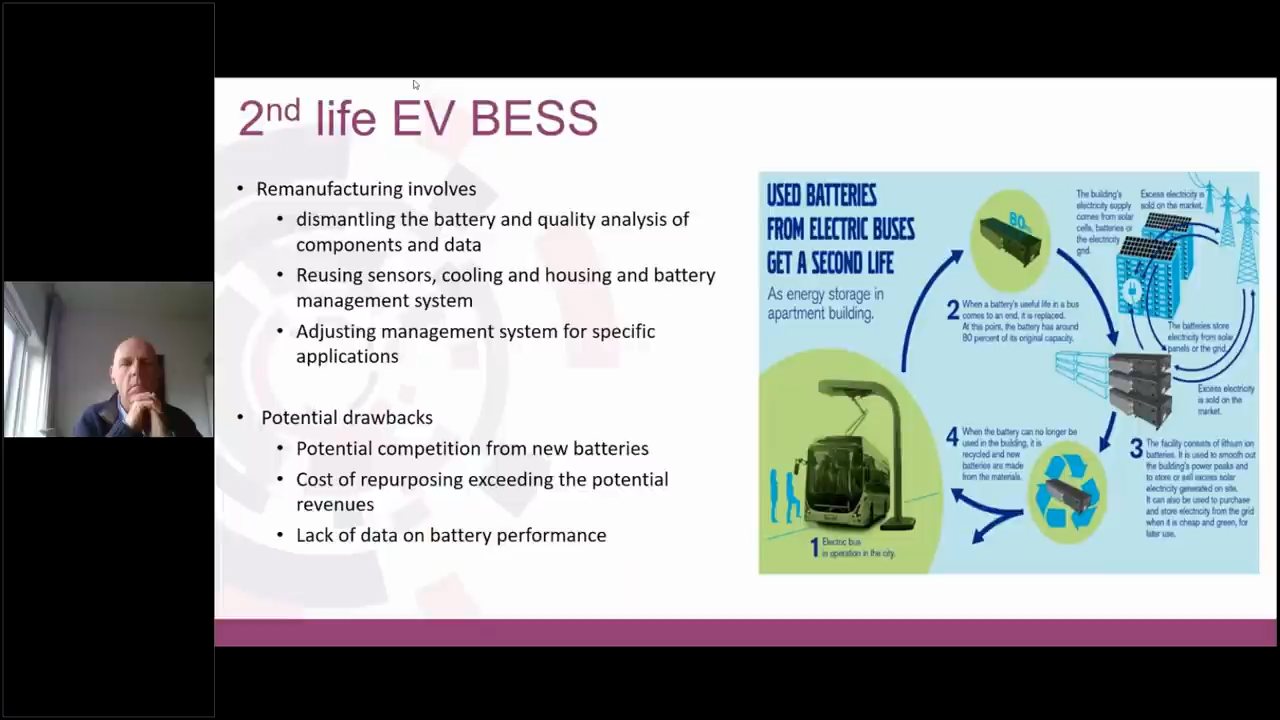 2nd life EV BESS
• Remanufacturing involves
• dismantling the battery and quality analysis of
components and data
• Reusing sensors, cooling and housing and battery
management system
• Adjusting management system for specific
applications
• Potential drawbacks
• Potential competition from new batteries
• Cost of repurposing exceeding the potential
revenues
• Lack of data on battery performance
USED BATTERIES
FROM ELECTRIC BUSES
GET A SECOND LIFE
As energy storage in
apartment building.
1 Electric bus
in operation in the city.
80
2 When a battery's useful life in a bus
comes to an end, it is replaced.
At this point, the battery has around
80 percent of its original capacity.
The building's
electricity supply
comes from solar
cells, batteries or
the electricity
grid.
Excess electricity is
sold on the market.
The batteries store
electricity from solar
panels or the grid.
Excess electricity
is sold on the
market.
3 The facility consists of lithium ion
batteries. It is used to smooth out
the building's power peaks and
to store or sell excess solar
electricity generated on site.
It can also be used to purchase
and store electricity from the grid
when it is cheap and green, for
later use.
4 When the battery can no longer be
used in the building, it is
recycled and new
batteries are made
from the materials.